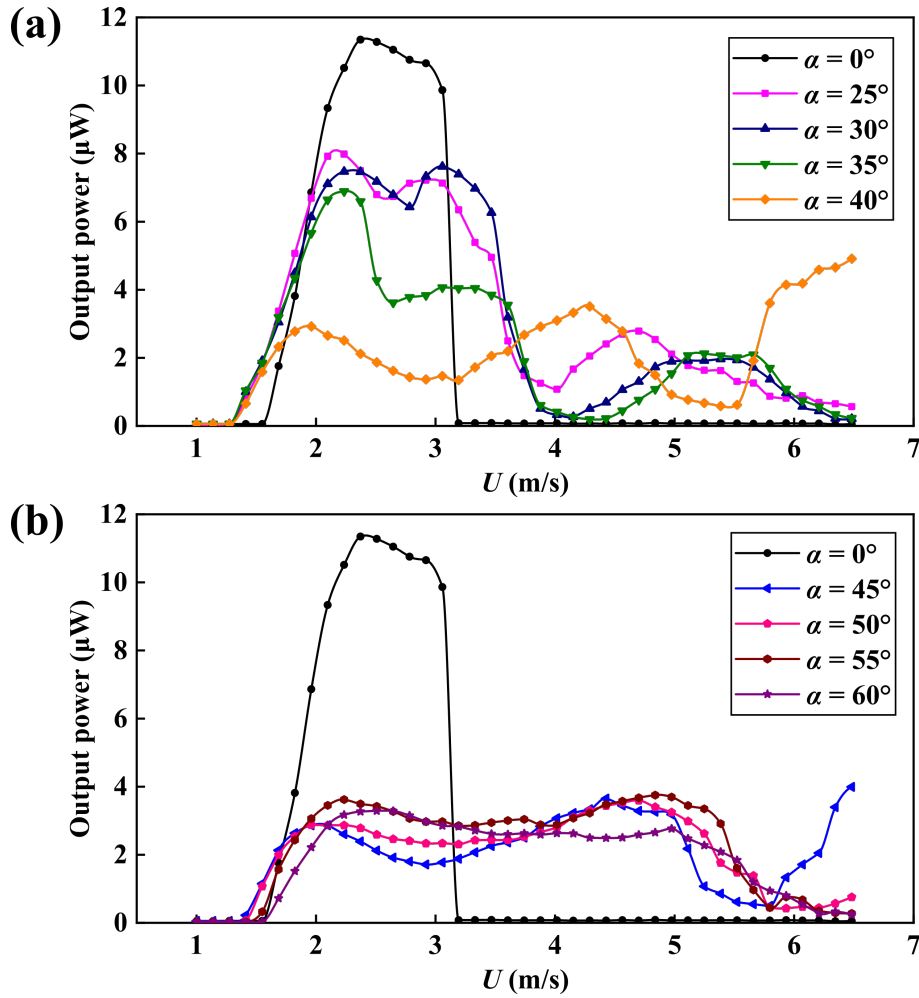 (a)
12
10
8
6
4
2
0
Output power (μW)
α = 0°
α = 25°
α = 30°
α = 35°
α = 40°
1 2 3 4 5 6 7
U (m/s)
(b)
12
10
8
6
4
2
0
Output power (μW)
α = 0°
α = 45°
α = 50°
α = 55°
α = 60°
1 2 3 4 5 6 7
U (m/s)